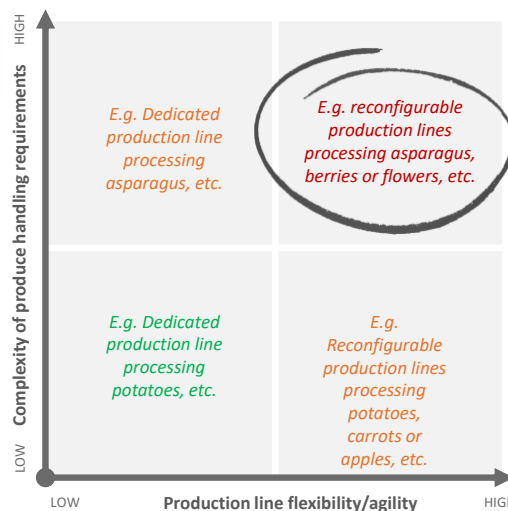 HIGH
Complexity of produce handling requirements
LOW
E.g. Dedicated
production line
processing
asparagus, etc.
E.g. reconfigurable
production lines
processing asparagus,
berries or flowers, etc.
E.g. Dedicated
production line
processing
potatoes, etc.
E.g.
Reconfigurable
production lines
processing
potatoes,
carrots or
apples, etc.
LOW
Production line flexibility/agility
HIGH